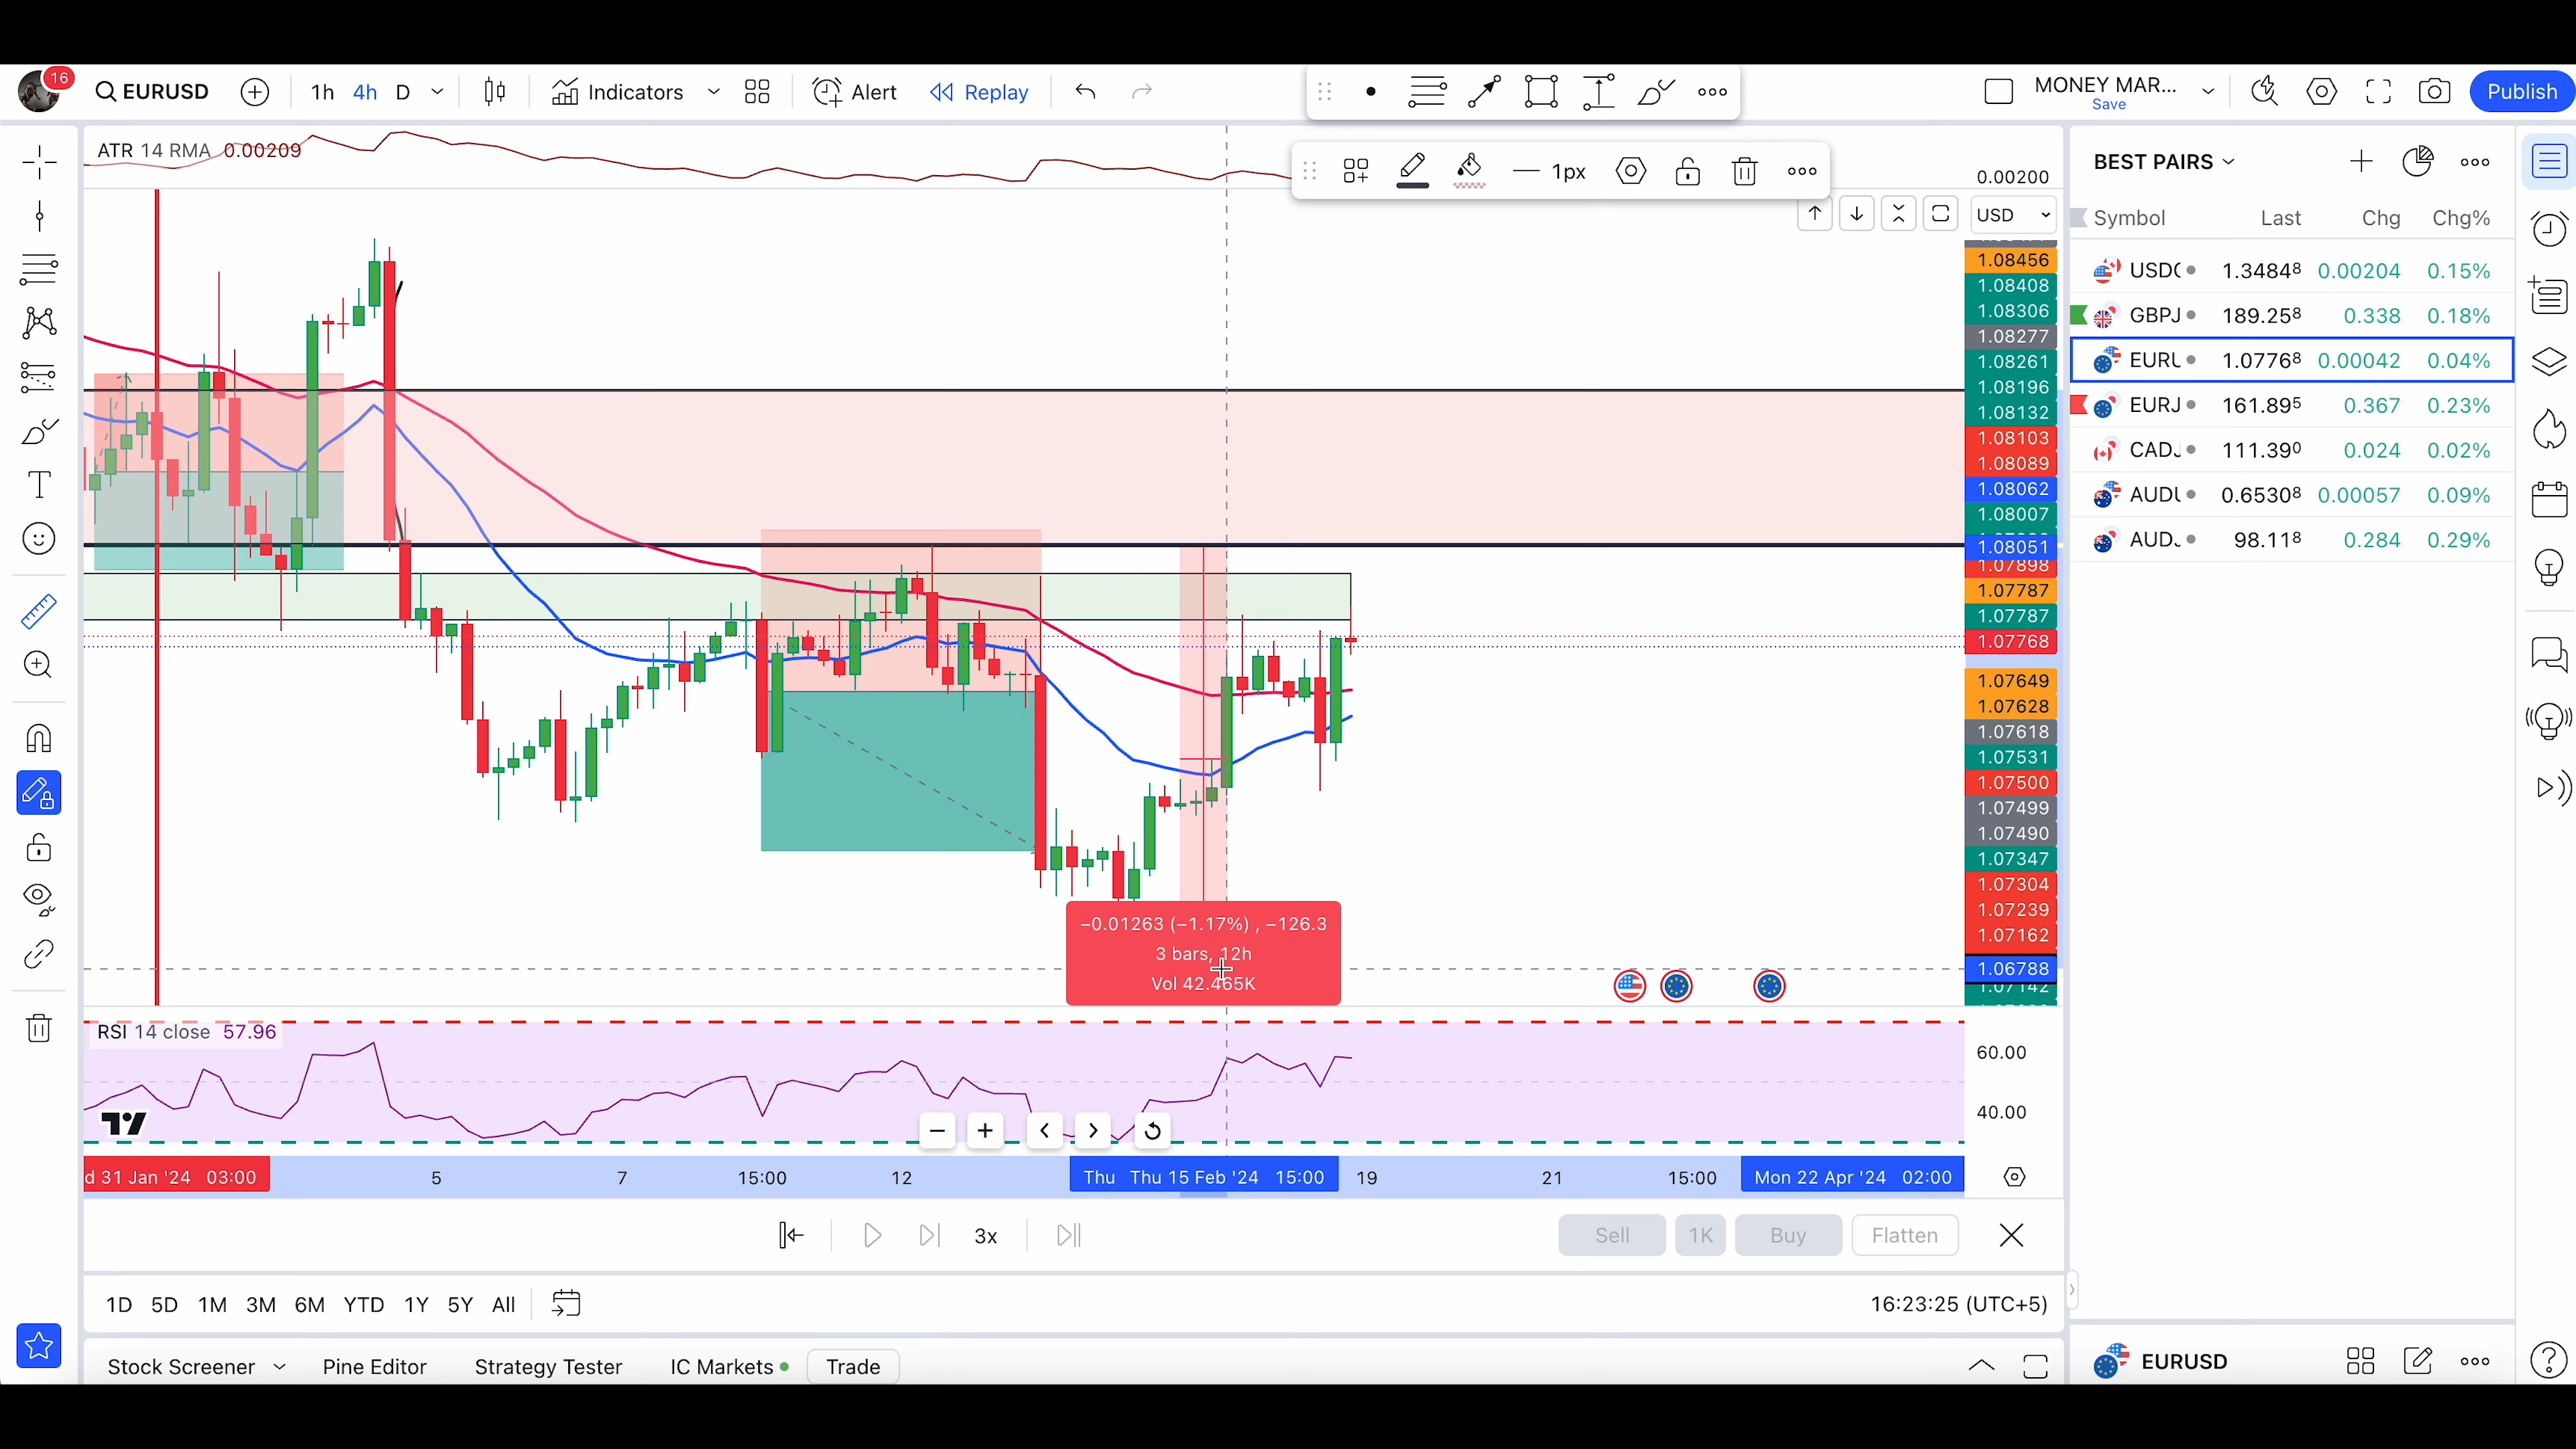 16
EURUSD
1h 4h D
Indicators
Alert
Replay
MONEY MAR...
Save
Publish
ATR 14 RMA 0.00209
1px
0.00200
USD
1.08456
1.08408
1.08306
1.08277
1.08261
1.08196
1.08132
1.08103
1.08089
1.08062
1.08007
1.08051
1.07898
1.07787
1.07787
1.07768
1.07649
1.07628
1.07618
1.07531
1.07500
1.07499
1.07490
1.07347
1.07304
1.07239
1.07162
1.06788
1.07142
BEST PAIRS
Symbol Last Chg Chg%
USDC 1.34848 0.00204 0.15%
GBPJ 189.258 0.338 0.18%
EURU 1.07768 0.00042 0.04%
EURJ 161.895 0.367 0.23%
CADJ 111.390 0.024 0.02%
AUDU 0.65308 0.00057 0.09%
AUDJ 98.118 0.284 0.29%
−0.01263 (−1.17%) , −126.3
3 bars, 12h
Vol 42.465K
RSI 14 close 57.96
60.00
40.00
d 31 Jan '24 03:00 5 7 15:00 12 Thu Thu 15 Feb '24 15:00 19 21 15:00 Mon 22 Apr '24 02:00
3x
Sell 1K Buy Flatten
1D 5D 1M 3M 6M YTD 1Y 5Y All
16:23:25 (UTC+5)
Stock Screener Pine Editor Strategy Tester IC Markets Trade
EURUSD